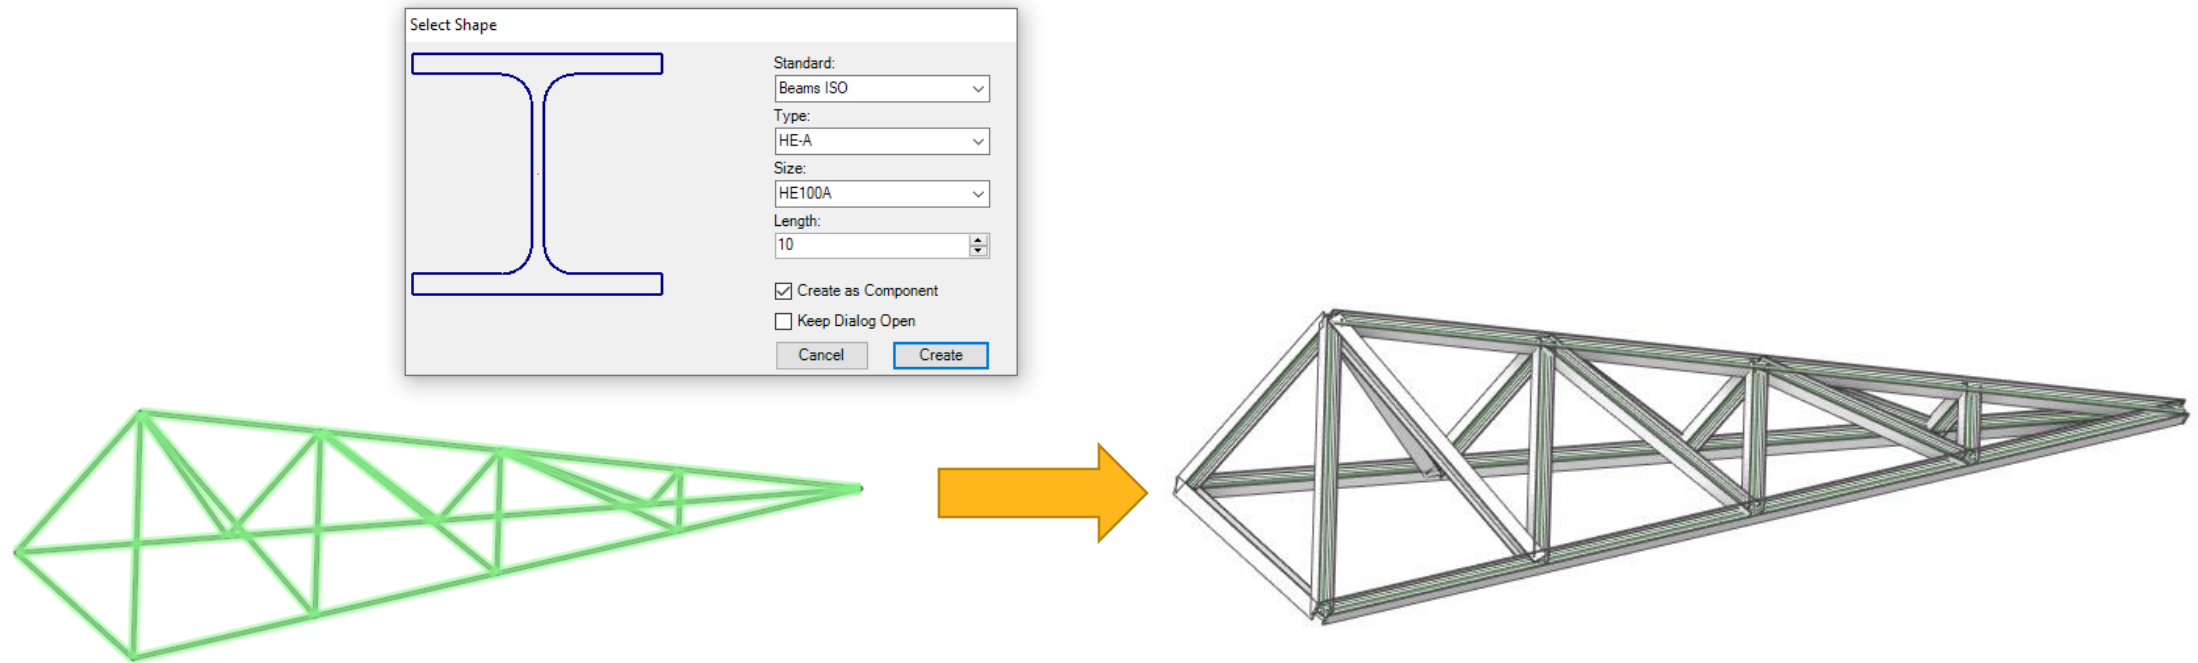 Select Shape
Standard:
Beams ISO
Type:
HE-A
Size:
HE100A
Length:
10
Create as Component
Keep Dialog Open
Cancel Create